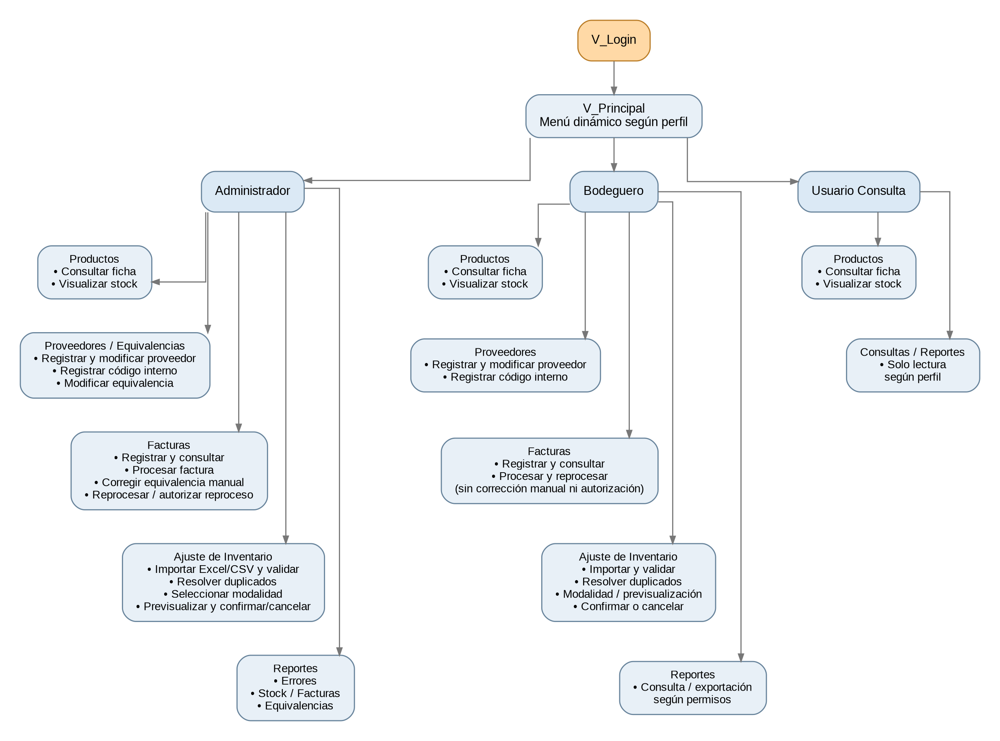 V_Login
V_Principal
Menú dinámico según perfil
Administrador
Bodeguero
Usuario Consulta
Productos
• Consultar ficha
• Visualizar stock
Productos
• Consultar ficha
• Visualizar stock
Productos
• Consultar ficha
• Visualizar stock
Proveedores / Equivalencias
• Registrar y modificar proveedor
• Registrar código interno
• Modificar equivalencia
Proveedores
• Registrar y modificar proveedor
• Registrar código interno
Consultas / Reportes
• Solo lectura
según perfil
Facturas
• Registrar y consultar
• Procesar factura
• Corregir equivalencia manual
• Reprocesar / autorizar reproceso
Facturas
• Registrar y consultar
• Procesar y reprocesar
(sin corrección manual ni autorización)
Ajuste de Inventario
• Importar Excel/CSV y validar
• Resolver duplicados
• Seleccionar modalidad
• Previsualizar y confirmar/cancelar
Ajuste de Inventario
• Importar y validar
• Resolver duplicados
• Modalidad / previsualización
• Confirmar o cancelar
Reportes
• Errores
• Stock / Facturas
• Equivalencias
Reportes
• Consulta / exportación
según permisos